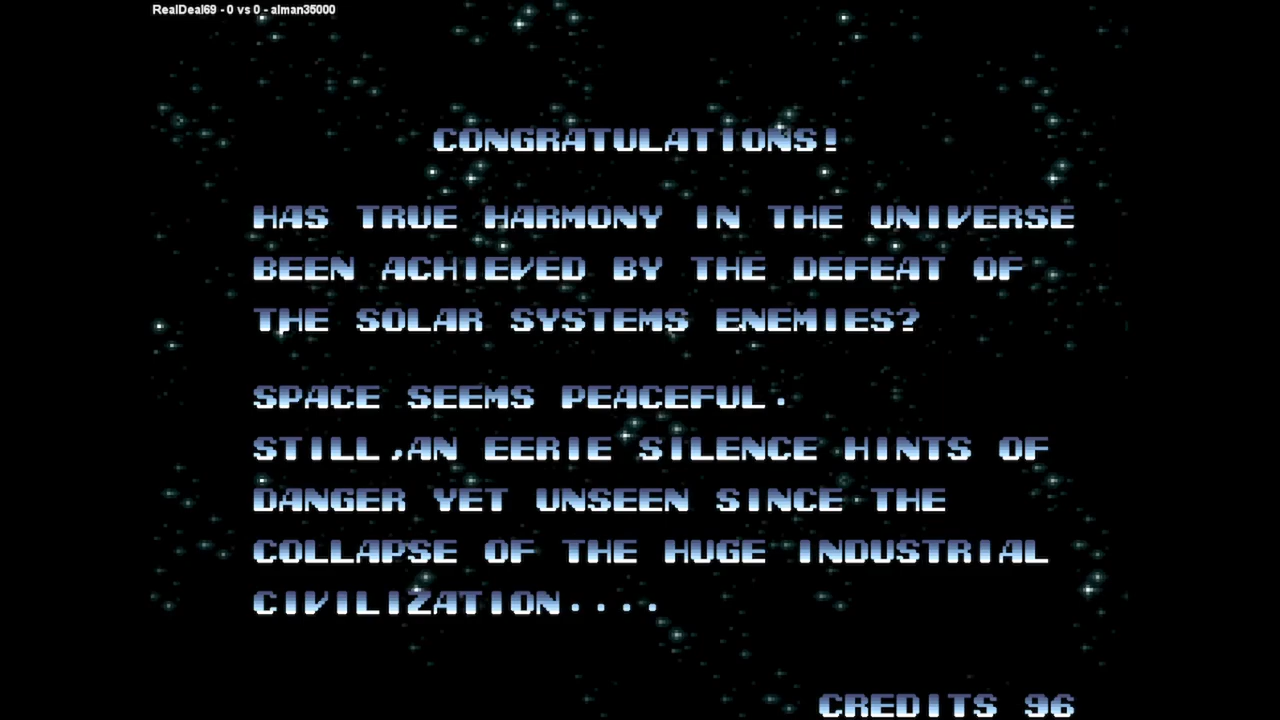 RealDeal69 - 0 vs 0 - alman35000
CONGRATULATIONS!
HAS TRUE HARMONY IN THE UNIVERSE
BEEN ACHIEVED BY THE DEFEAT OF
THE SOLAR SYSTEMS ENEMIES?
SPACE SEEMS PEACEFUL.
STILL,AN EERIE SILENCE HINTS OF
DANGER YET UNSEEN SINCE THE
COLLAPSE OF THE HUGE INDUSTRIAL
CIVILIZATION....
CREDITS 96